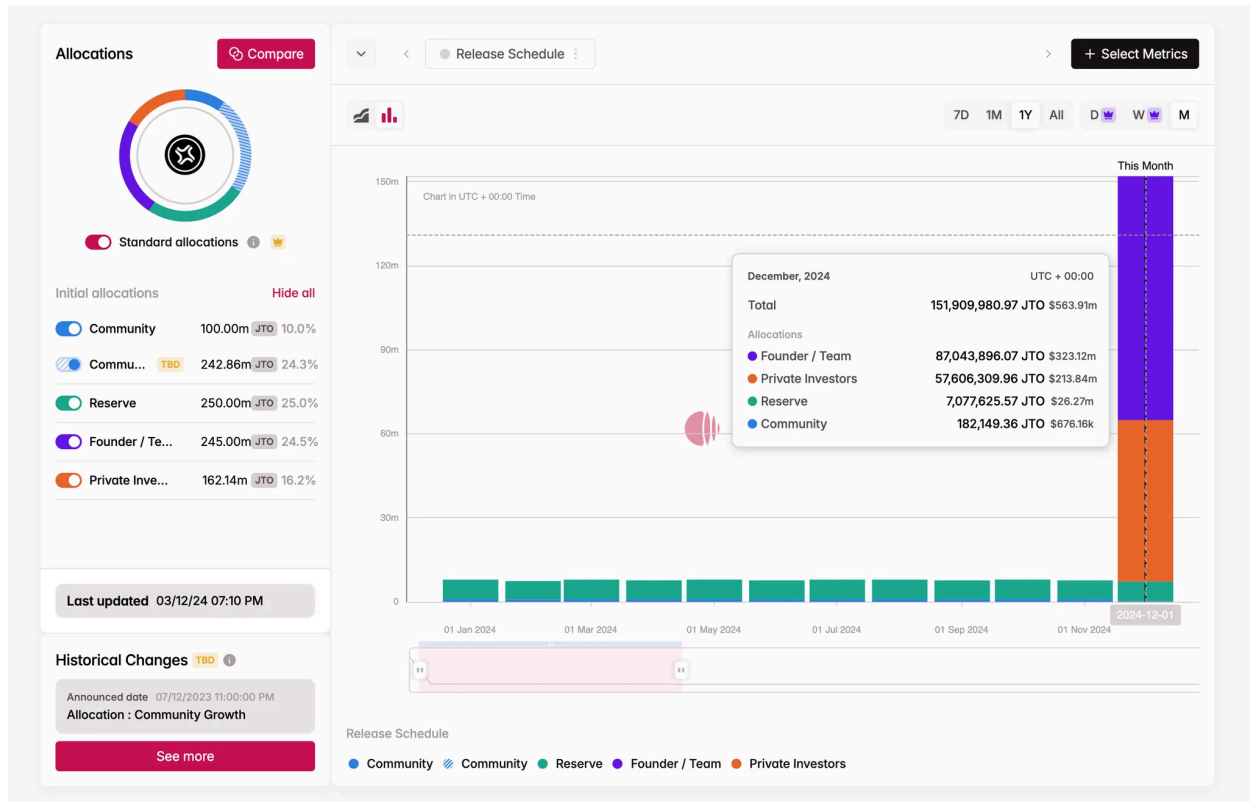 Allocations
Compare
Standard allocations
Initial allocations Hide all
Community 100.00m JTO 10.0%
Commu... TBD 242.86m JTO 24.3%
Reserve 250.00m JTO 25.0%
Founder / Te... 245.00m JTO 24.5%
Private Inve... 162.14m JTO 16.2%
Last updated 03/12/24 07:10 PM
Historical Changes TBD
Announced date 07/12/2023 11:00:00 PM
Allocation : Community Growth
See more
Release Schedule
+ Select Metrics
7D 1M 1Y All D W M
This Month
150m
Chart in UTC + 00:00 Time
120m
90m
60m
30m
0
December, 2024 UTC + 00:00
Total 151,909,980.97 JTO $563.91m
Allocations
Founder / Team 87,043,896.07 JTO $323.12m
Private Investors 57,606,309.96 JTO $213.84m
Reserve 7,077,625.57 JTO $26.27m
Community 182,149.36 JTO $676.16k
2024-12-01
01 Jan 2024 01 Mar 2024 01 May 2024 01 Jul 2024 01 Sep 2024 01 Nov 2024
Release Schedule
Community Community Reserve Founder / Team Private Investors